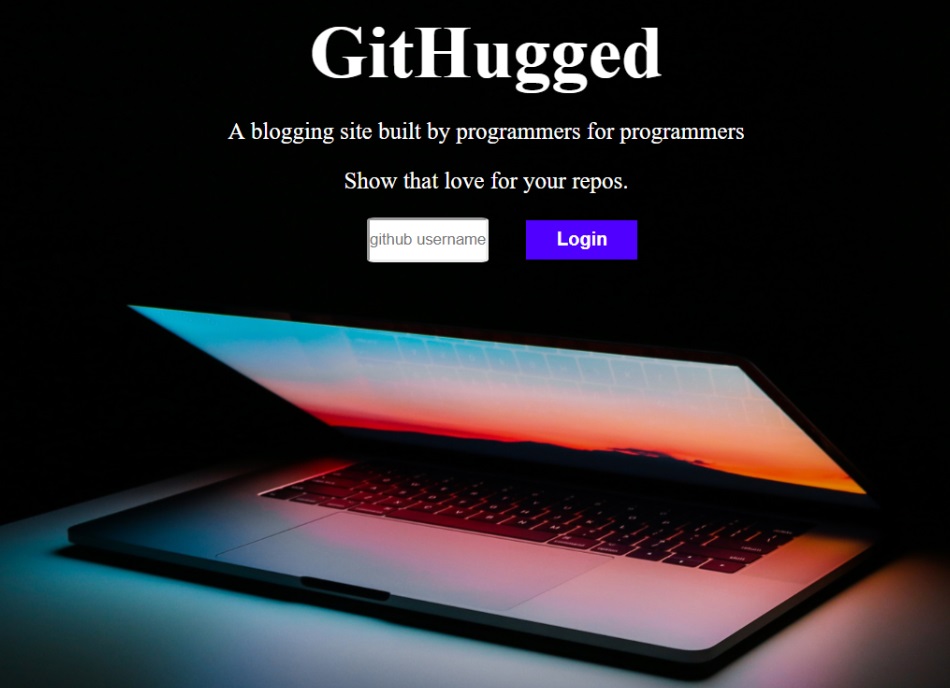 GitHugged
A blogging site built by programmers for programmers
Show that love for your repos.
github username Login